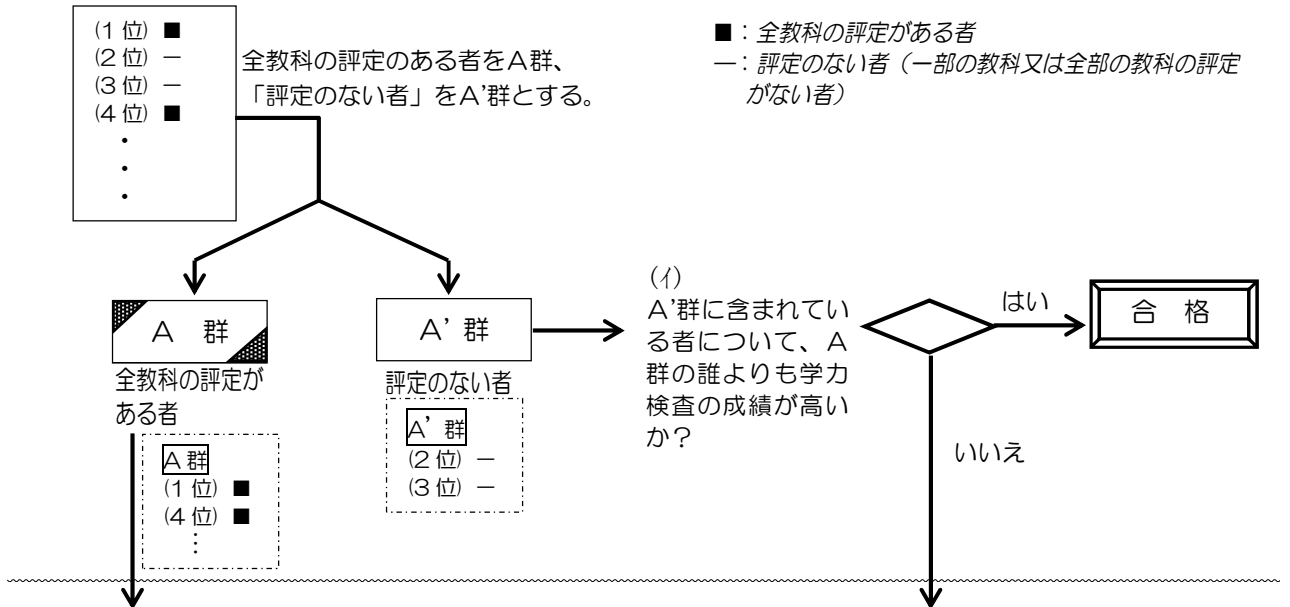 (1 位) ■
(2 位) －
(3 位) －
(4 位) ■
・
・
・
全教科の評定のある者をA群、
「評定のない者」をA'群とする。
■：全教科の評定がある者
－：評定のない者（一部の教科又は全部の教科の評定
がない者）
A 群
全教科の評定が
ある者
A 群
(1 位) ■
(4 位) ■
⋮
A' 群
評定のない者
A' 群
(2 位) －
(3 位) －
(ｲ)
A'群に含まれてい
る者について、A
群の誰よりも学力
検査の成績が高い
か？
はい
合 格
いいえ